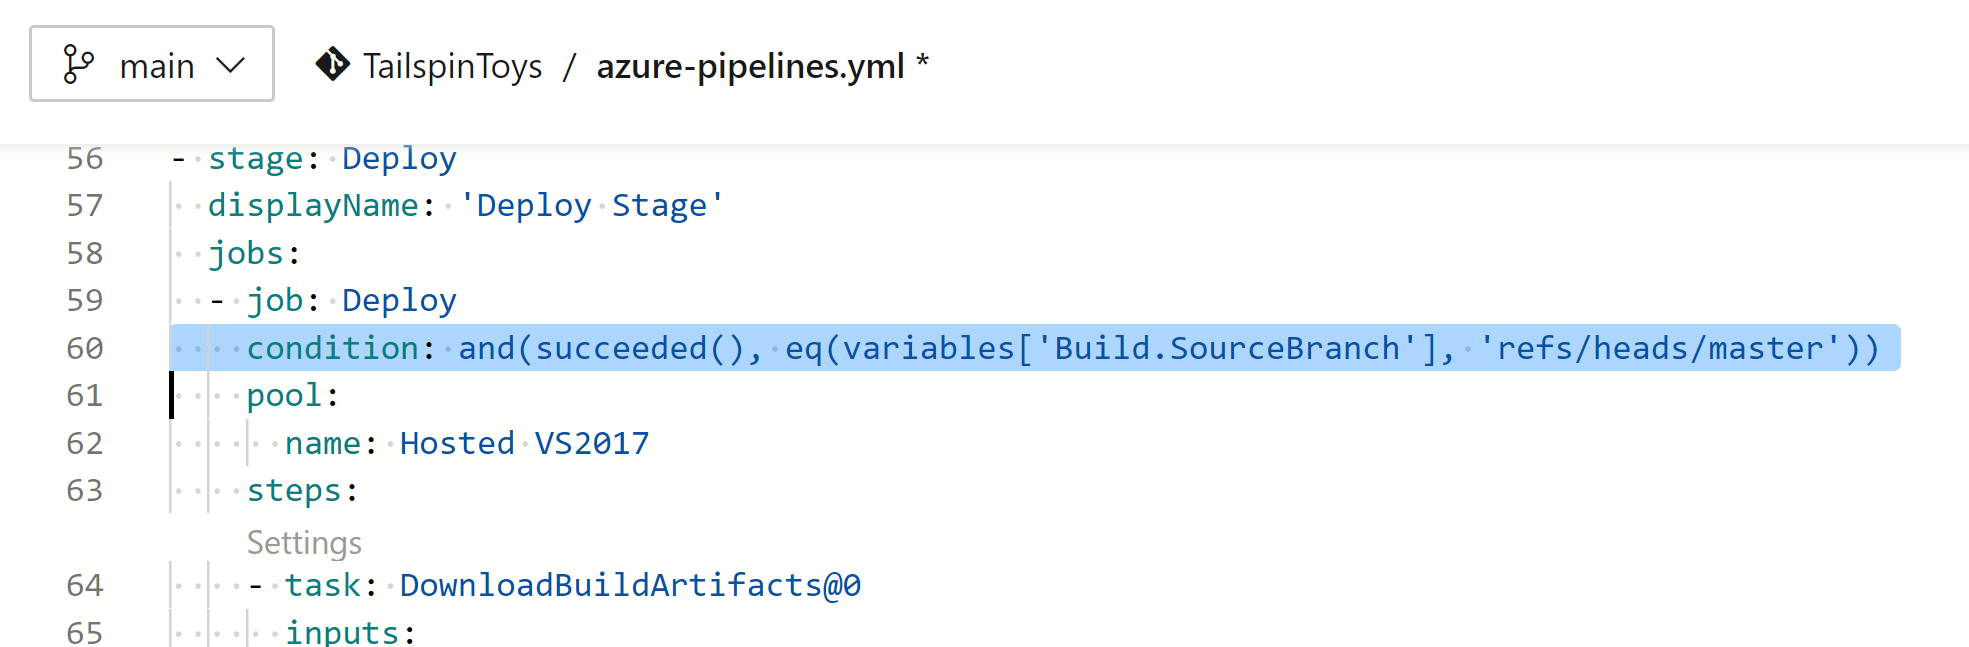 main TailspinToys / azure-pipelines.yml *
56 - stage: Deploy
57 displayName: 'Deploy Stage'
58 jobs:
59 - job: Deploy
60 condition: and(succeeded(), eq(variables['Build.SourceBranch'], 'refs/heads/master'))
61 pool:
62 name: Hosted VS2017
63 steps:
Settings
64 - task: DownloadBuildArtifacts@0
65 inputs: